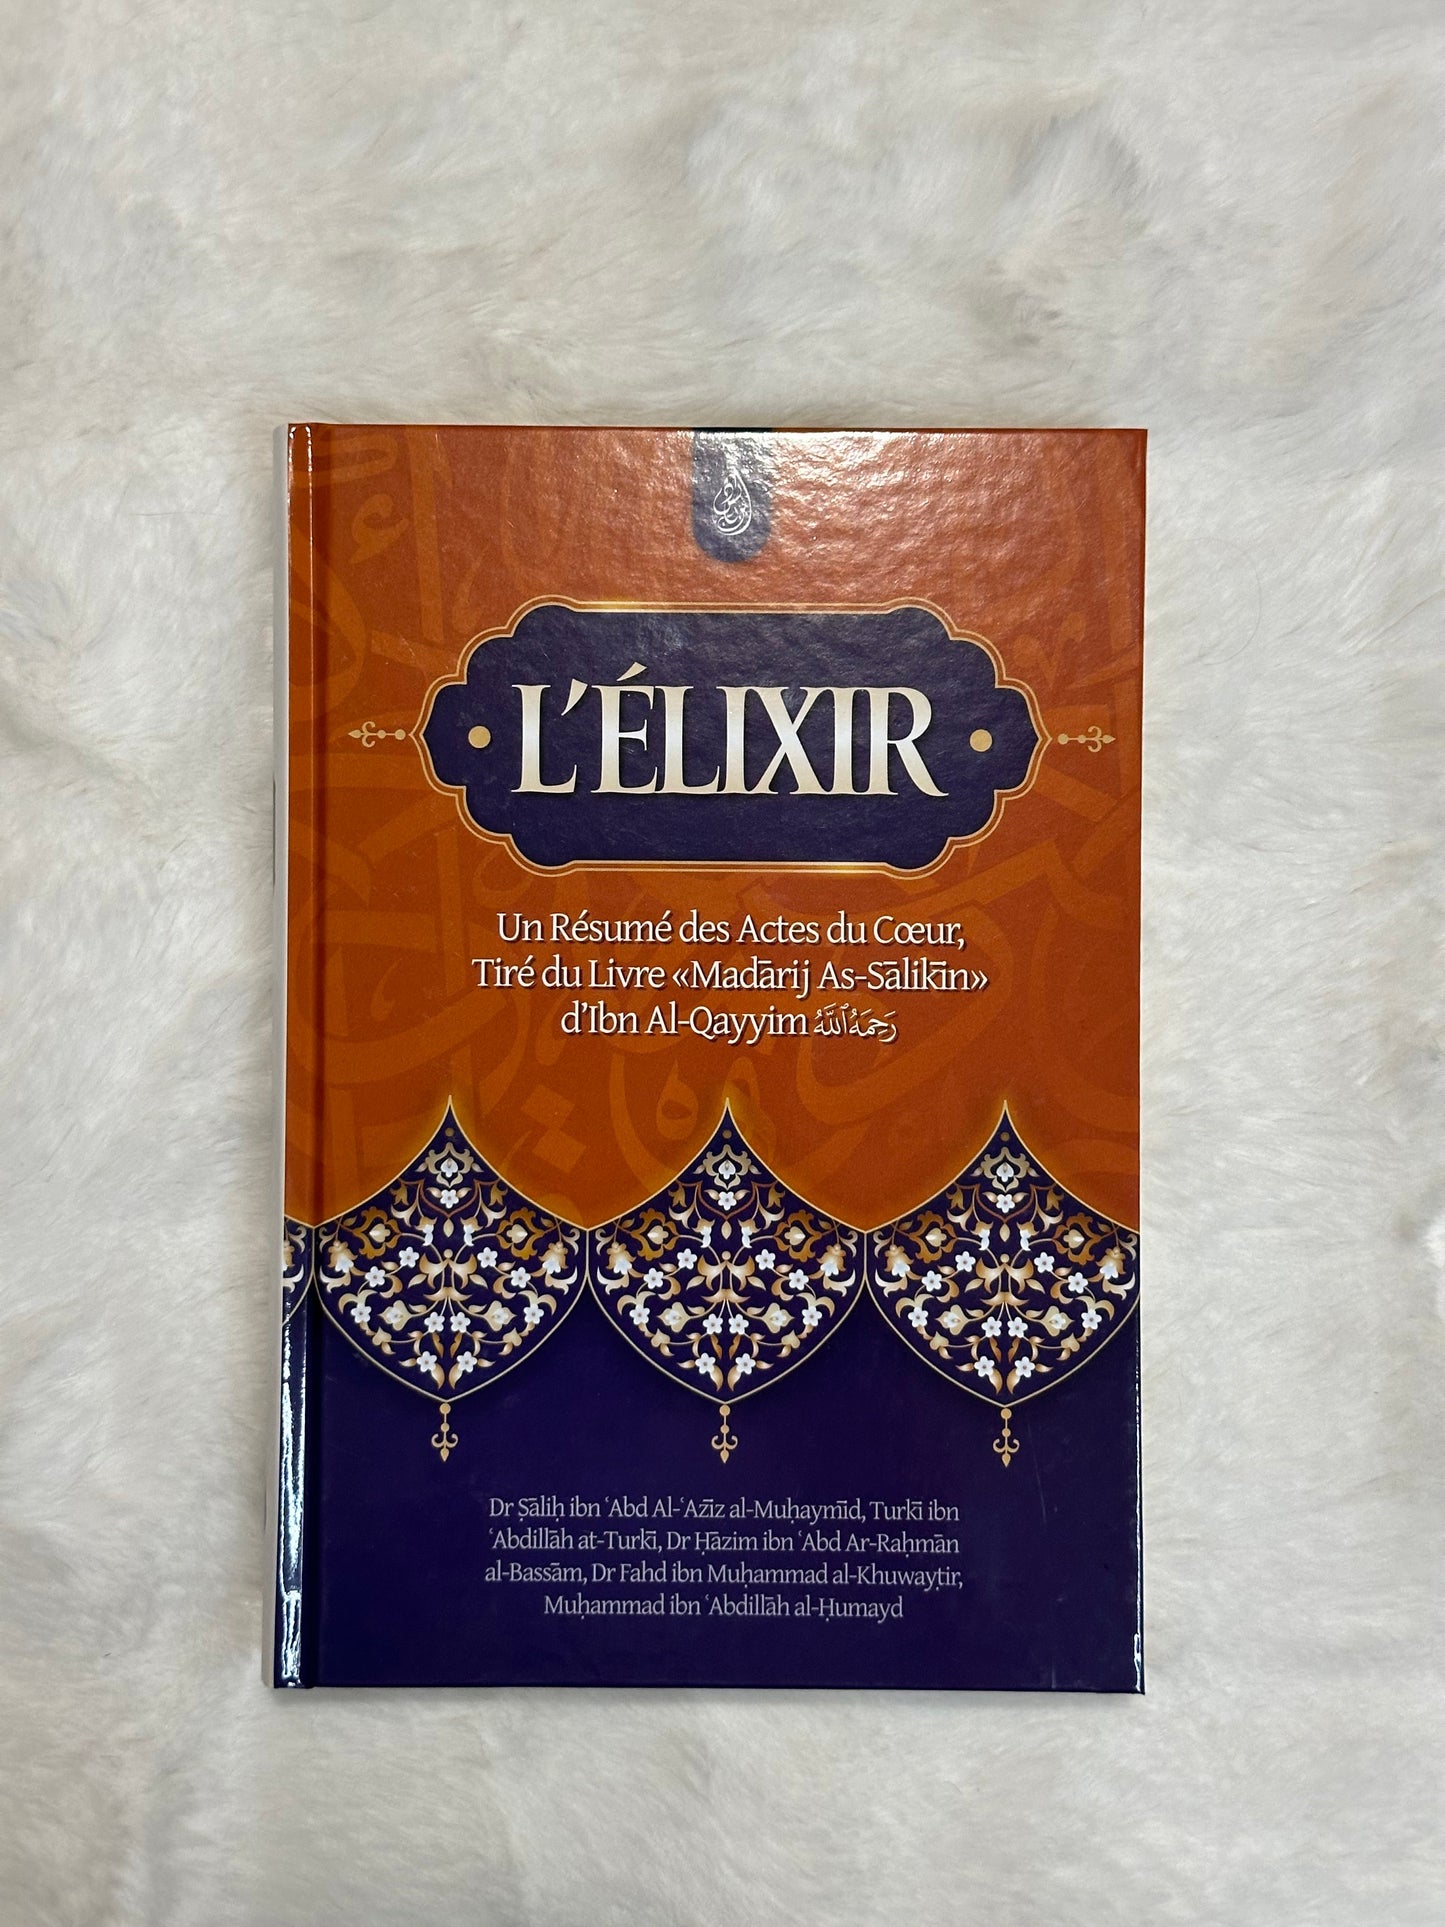 L'ÉLIXIR
Un Résumé des Actes du Cœur,
Tiré du Livre «Madārij As-Sālikīn»
d'Ibn Al-Qayyim رَحِمَهُ ٱللَّٰهُ
Dr Ṣāliḥ ibn ʿAbd Al-ʿAzīz al-Muḥaymīd, Turkī ibn
ʿAbdillāh at-Turkī, Dr Ḥāzim ibn ʿAbd Ar-Raḥmān
al-Bassām, Dr Fahd ibn Muḥammad al-Khuwayṭir,
Muḥammad ibn ʿAbdillāh al-Ḥumayd